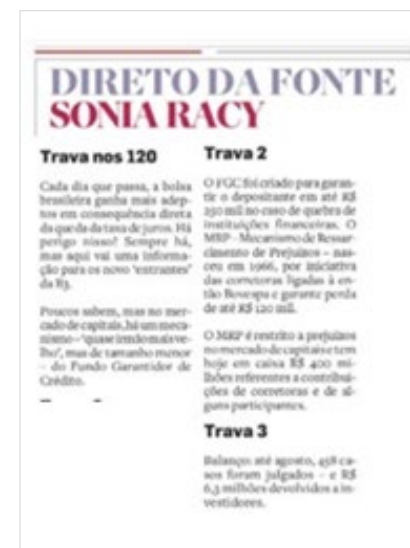 DIRETO DA FONTE
SONIA RACY
Trava nos 120
Cada dia que passa, a bolsa
brasileira ganha mais adep-
tos em consequência direta
da queda da taxa de juros. Há
perigo nisso? Sempre há,
mas aqui vai uma informa-
ção para os novo 'entrantes'
da B3.
Poucos sabem, mas no mer-
cado de capitais, há um meca-
nismo – 'quase irmão mais ve-
lho', mas de tamanho menor
– do Fundo Garantidor de
Crédito.
Trava 2
O FGC foi criado para garan-
tir o depositante em até R$
250 mil no caso de quebra de
instituições financeiras. O
MRP – Mecanismo de Ressar-
cimento de Prejuízos – nas-
ceu em 1966, por iniciativa
das corretoras ligadas à en-
tão Bovespa e garante perda
de até R$ 120 mil.
O MRP é restrito a prejuízos
no mercado de capitais e tem
hoje em caixa R$ 400 mi-
lhões referentes a contribui-
ções de corretoras e de al-
guns participantes.
Trava 3
Balanço: até agosto, 458 ca-
sos foram julgados – e R$
6,3 milhões devolvidos a in-
vestidores.